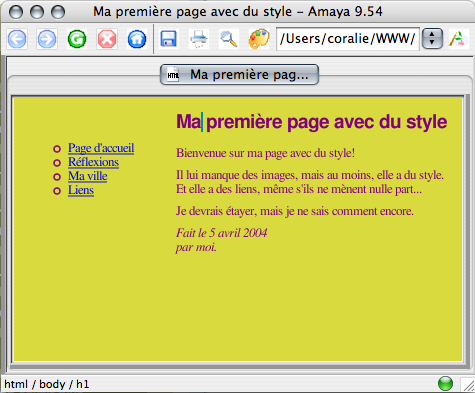 Ma première page avec du style - Amaya 9.54
/Users/coralie/WWW/
Ma première pag...
Ma première page avec du style
Page d'accueil
Réflexions
Ma ville
Liens
Bienvenue sur ma page avec du style!
Il lui manque des images, mais au moins, elle a du style.
Et elle a des liens, même s'ils ne mènent nulle part...
Je devrais étayer, mais je ne sais comment encore.
Fait le 5 avril 2004
par moi.
html / body / h1